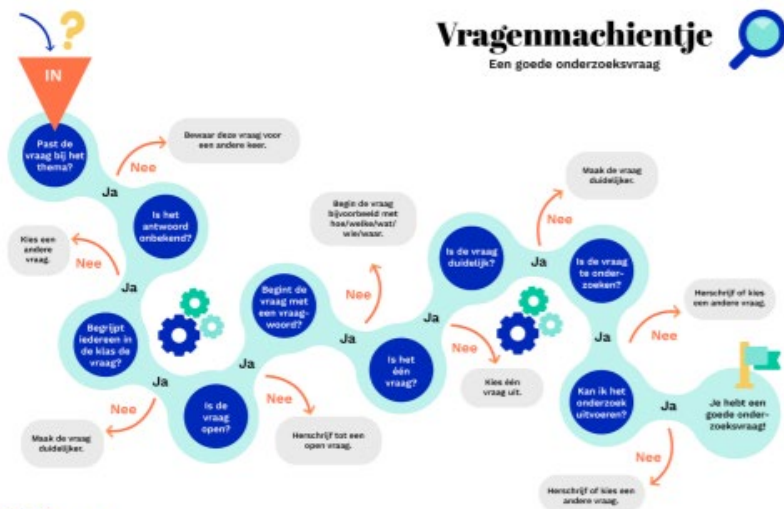 Vragenmachientje
Een goede onderzoeksvraag
IN
Past de
vraag bij het
thema?
Ja
Nee
Bewaar deze vraag voor
een andere keer.
Is het
antwoord
onbekend?
Ja
Nee
Kies een
andere
vraag.
Begrijpt
iedereen in
de klas de
vraag?
Ja
Nee
Maak de vraag
duidelijker.
Is de
vraag
open?
Ja
Nee
Herschrijf tot een
open vraag.
Begint de
vraag met
een vraag-
woord?
Ja
Nee
Begin de vraag
bijvoorbeeld met
hoe/welke/wat/
wie/waar.
Is het
één
vraag?
Ja
Nee
Kies één
vraag uit.
Is de vraag
duidelijk?
Ja
Nee
Maak de vraag
duidelijker.
Is de vraag
te onder-
zoeken?
Ja
Nee
Herschrijf of kies
een andere vraag.
Kan ik het
onderzoek
uitvoeren?
Ja
Nee
Herschrijf of kies een
andere vraag.
Je hebt een
goede onder-
zoeksvraag!